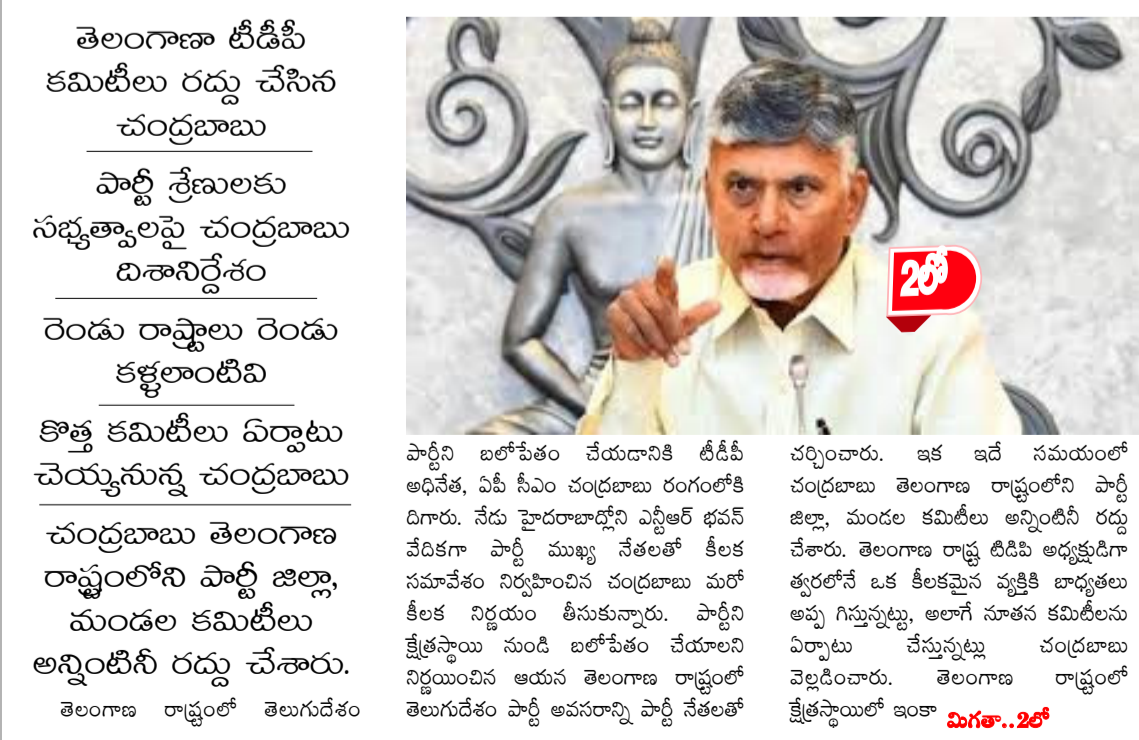 తెలంగాణా టీడీపీ
కమిటీలు రద్దు చేసిన
చంద్రబాబు
పార్టీ శ్రేణులకు
సభ్యత్వాలపై చంద్రబాబు
దిశానిర్దేశం
రెండు రాష్ట్రాలు రెండు
కళ్ళలాంటివి
కొత్త కమిటీలు ఏర్పాటు
చెయ్యనున్న చంద్రబాబు
చంద్రబాబు తెలంగాణ
రాష్ట్రంలోని పార్టీ జిల్లా,
మండల కమిటీలు
అన్నింటినీ రద్దు చేశారు.
తెలంగాణ రాష్ట్రంలో తెలుగుదేశం
2లో
పార్టీని బలోపేతం చేయడానికి టీడీపీ
అధినేత, ఏపీ సీఎం చంద్రబాబు రంగంలోకి
దిగారు. నేడు హైదరాబాద్లోని ఎన్టీఆర్ భవన్
వేదికగా పార్టీ ముఖ్య నేతలతో కీలక
సమావేశం నిర్వహించిన చంద్రబాబు మరో
కీలక నిర్ణయం తీసుకున్నారు. పార్టీని
క్షేత్రస్థాయి నుండి బలోపేతం చేయాలని
నిర్ణయించిన ఆయన తెలంగాణ రాష్ట్రంలో
తెలుగుదేశం పార్టీ అవసరాన్ని పార్టీ నేతలతో
చర్చించారు. ఇక ఇదే సమయంలో
చంద్రబాబు తెలంగాణ రాష్ట్రంలోని పార్టీ
జిల్లా, మండల కమిటీలు అన్నింటినీ రద్దు
చేశారు. తెలంగాణ రాష్ట్ర టిడిపి అధ్యక్షుడిగా
త్వరలోనే ఒక కీలకమైన వ్యక్తికి బాధ్యతలు
అప్ప గిస్తున్నట్టు, అలాగే నూతన కమిటీలను
ఏర్పాటు చేస్తున్నట్లు చంద్రబాబు
వెల్లడించారు. తెలంగాణ రాష్ట్రంలో
క్షేత్రస్థాయిలో ఇంకా మిగతా..2లో